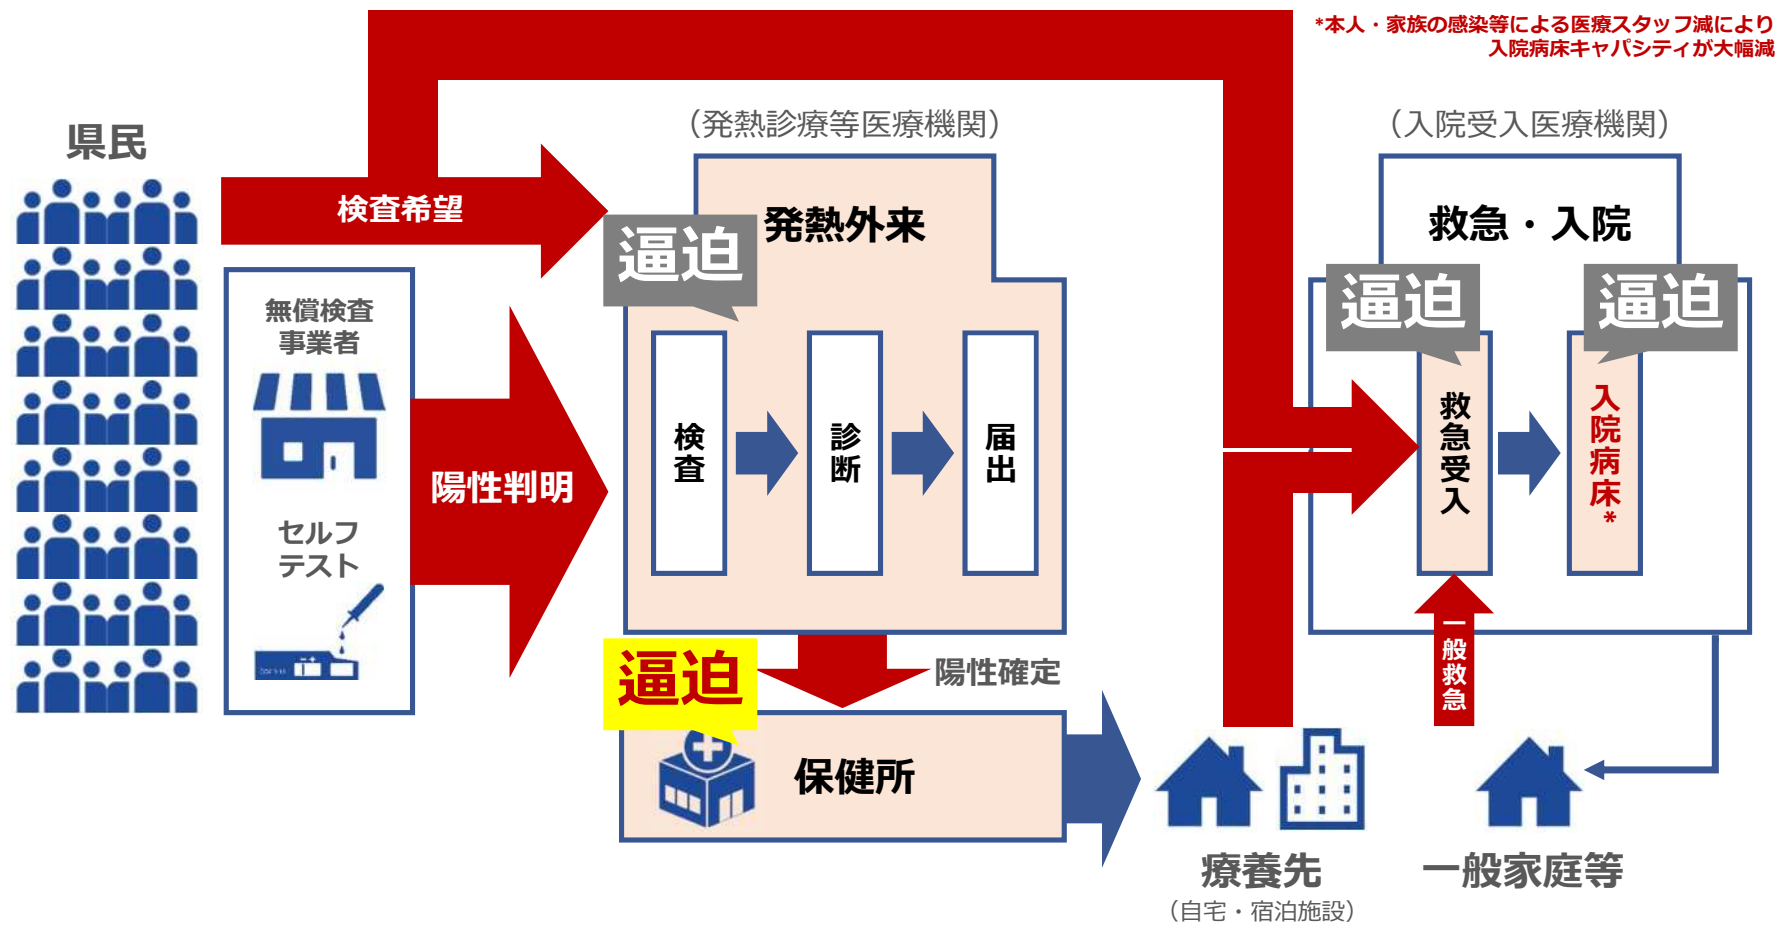 *本人・家族の感染等による医療スタッフ減により
入院病床キャパシティが大幅減
県民
検査希望
無償検査
事業者
セルフ
テスト
陽性判明
（発熱診療等医療機関）
発熱外来
逼迫
検査
診断
届出
陽性確定
逼迫
保健所
（入院受入医療機関）
救急・入院
逼迫
逼迫
救急受入
入院病床*
一般救急
療養先
（自宅・宿泊施設）
一般家庭等